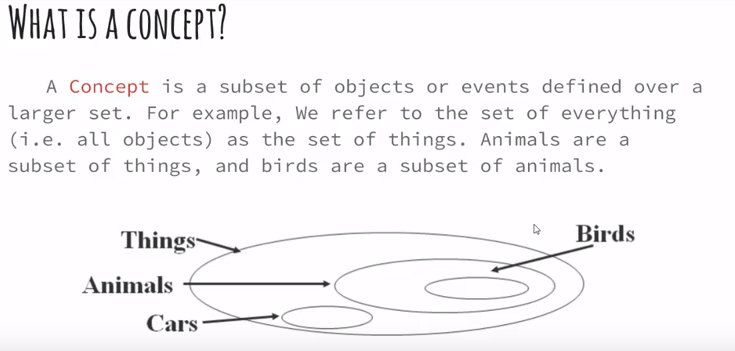 WHAT IS A CONCEPT?
A Concept is a subset of objects or events defined over a
larger set. For example, We refer to the set of everything
(i.e. all objects) as the set of things. Animals are a
subset of things, and birds are a subset of animals.
Things
Birds
Animals
Cars